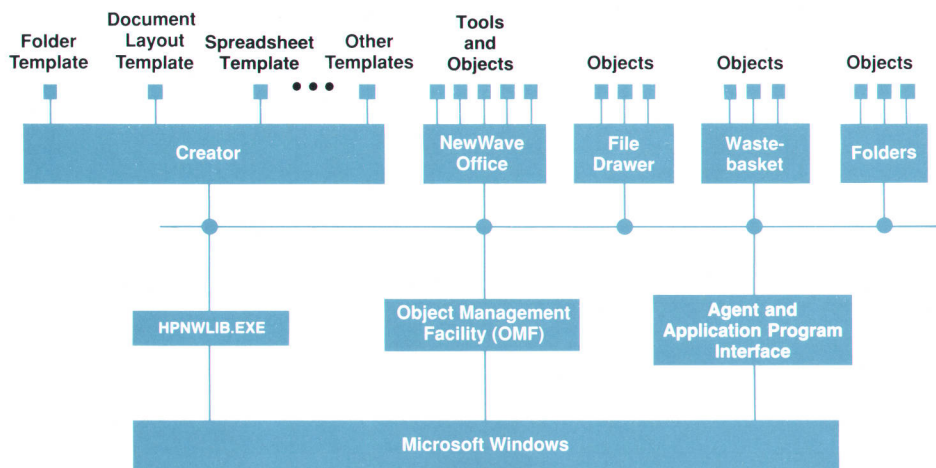 Folder
Template
Document
Layout
Template
Spreadsheet
Template
Other
Templates
Tools
and
Objects
Objects
Objects
Objects
Creator
NewWave
Office
File
Drawer
Waste-
basket
Folders
HPNWLIB.EXE
Object Management
Facility (OMF)
Agent and
Application Program
Interface
Microsoft Windows